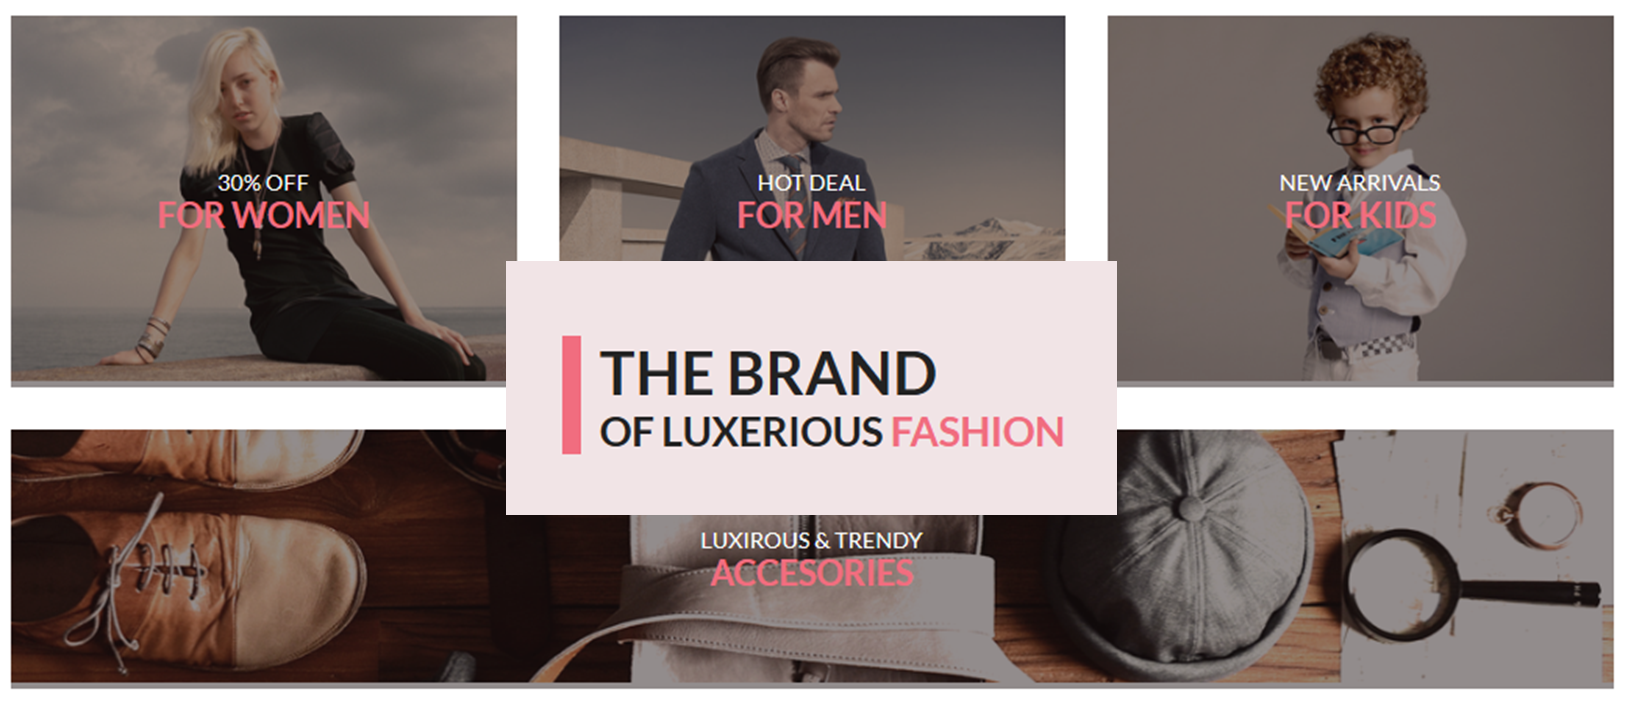 30% OFF
FOR WOMEN
HOT DEAL
FOR MEN
NEW ARRIVALS
FOR KIDS
THE BRAND
OF LUXERIOUS FASHION
LUXIROUS & TRENDY
ACCESORIES